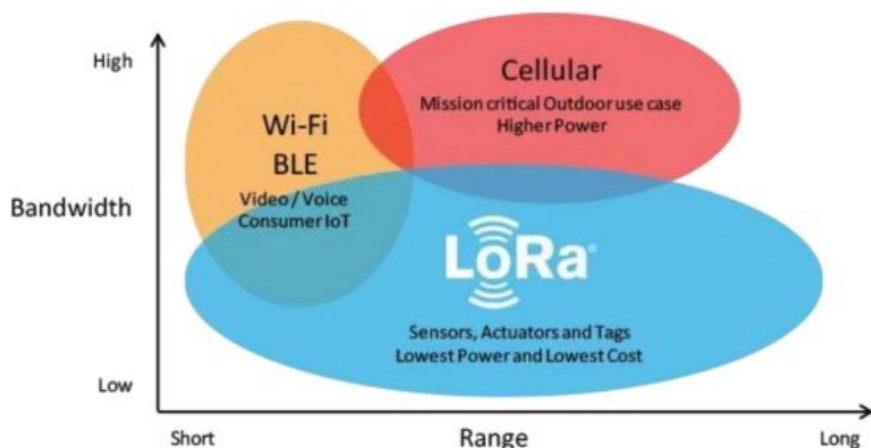 High
Bandwidth
Low
Wi-Fi
BLE
Video / Voice
Consumer IoT
Cellular
Mission critical Outdoor use case
Higher Power
LoRa®
Sensors, Actuators and Tags
Lowest Power and Lowest Cost
Short
Range
Long